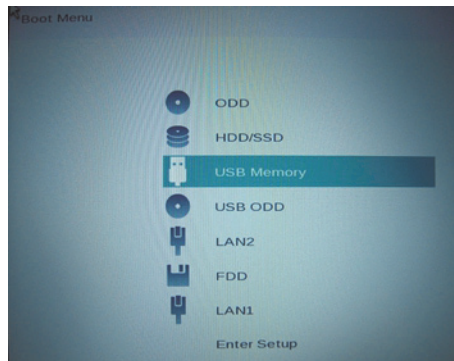 Boot Menu
ODD
HDD/SSD
USB Memory
USB ODD
LAN2
FDD
LAN1
Enter Setup